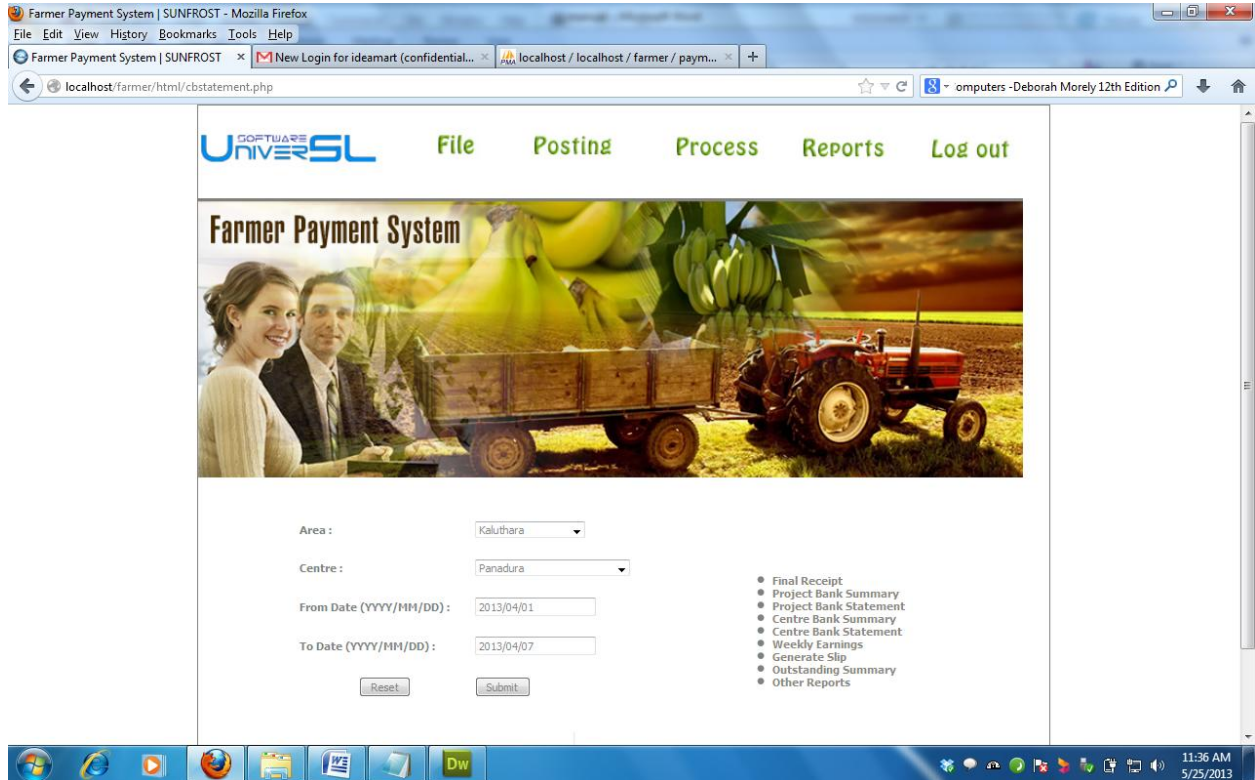 Farmer Payment System | SUNFROST - Mozilla Firefox
File Edit View History Bookmarks Tools Help
Farmer Payment System | SUNFROST × New Login for ideamart (confidential... × PMA localhost / localhost / farmer / paym... × +
localhost/farmer/html/cbstatement.php 8 omputers -Deborah Morely 12th Edition
SOFTWARE
UNIVERSL File Posting Process Reports Log out
Farmer Payment System
Area : Kaluthara
Centre : Panadura
From Date (YYYY/MM/DD) : 2013/04/01
To Date (YYYY/MM/DD) : 2013/04/07
Reset Submit
Final Receipt
Project Bank Summary
Project Bank Statement
Centre Bank Summary
Centre Bank Statement
Weekly Earnings
Generate Slip
Outstanding Summary
Other Reports
W Dw
11:36 AM
5/25/2013